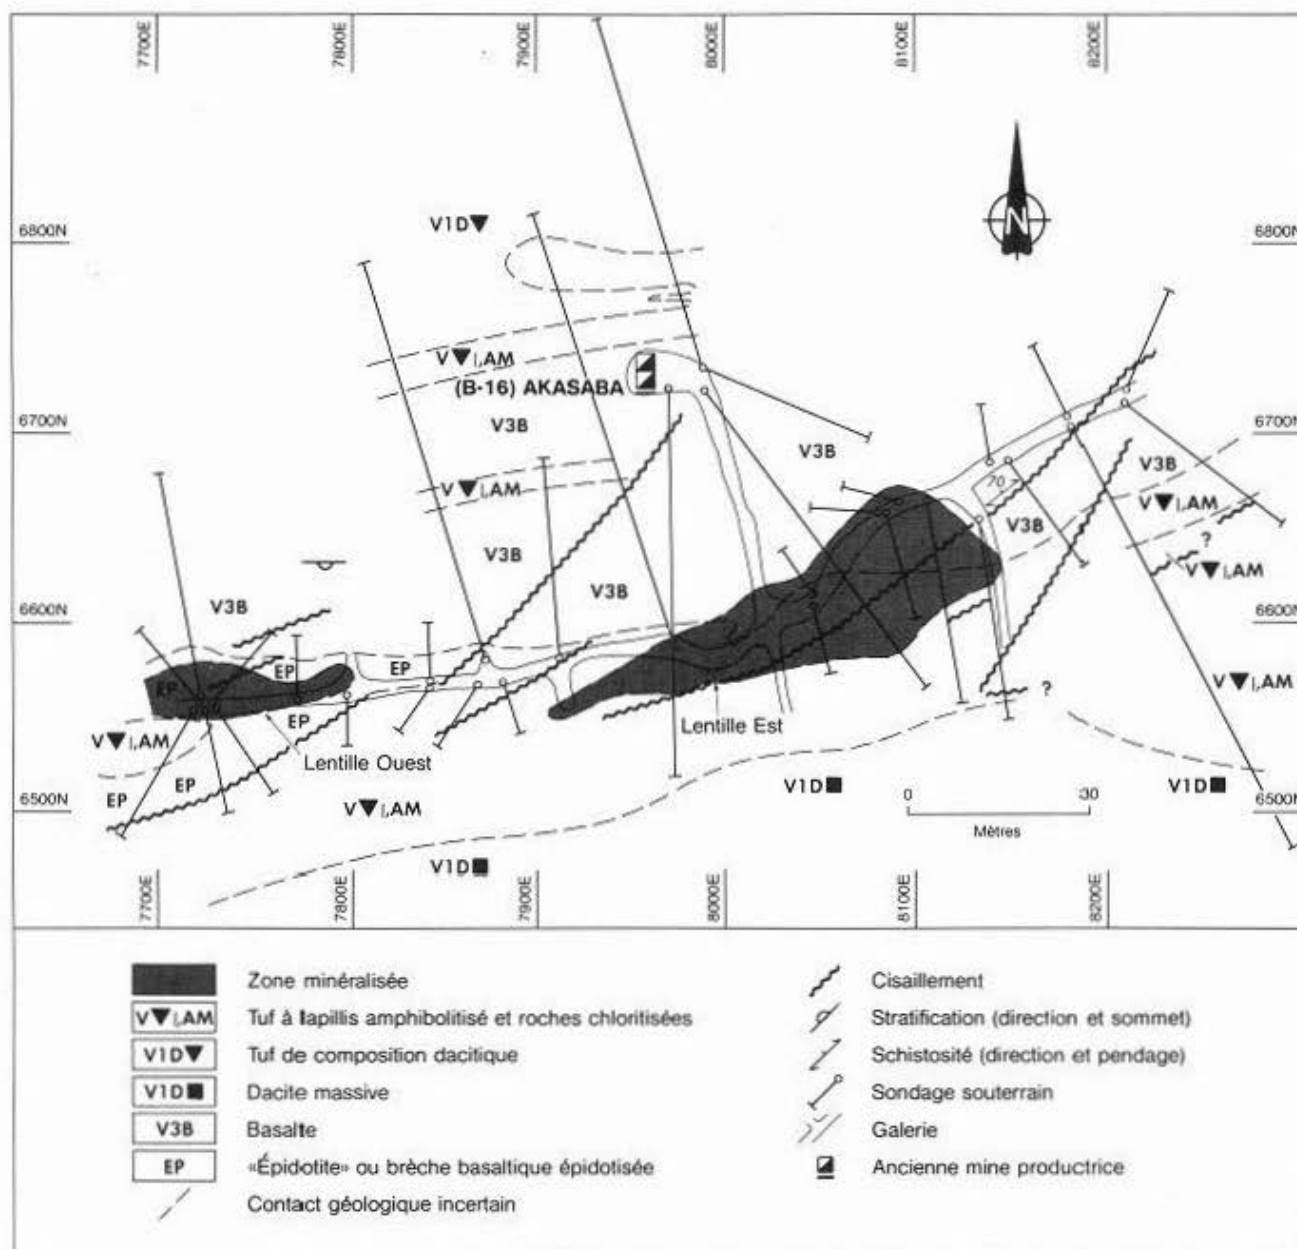 7700E 7800E 7900E 8000E 8100E 8200E
N
6800N 6800N
V1D▼
V▼l,AM
(B-16) AKASABA
V3B
6700N 6700N
V3B
V3B
V▼l,AM
70
V▼l,AM
V3B
V3B
?
V▼l,AM
V3B
V3B
6600N 6600N
EP EP
EP
V▼l,AM
?
EP
Lentille Est
V▼l,AM
Lentille Ouest
EP
EP
V1D■ V1D■
6500N 6500N
V▼l,AM
0 30
Mètres
V1D■
7700E 7800E 7900E 8000E 8100E 8200E
Zone minéralisée
V▼l,AM Tuf à lapillis amphibolitisé et roches chloritisées
V1D▼ Tuf de composition dacitique
V1D■ Dacite massive
V3B Basalte
EP «Épidotite» ou brèche basaltique épidotisée
Contact géologique incertain
Cisaillement
Stratification (direction et sommet)
Schistosité (direction et pendage)
Sondage souterrain
Galerie
Ancienne mine productrice